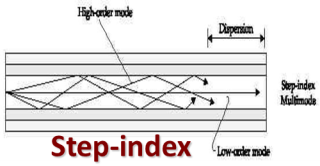 High-order mode
Dispersion
Step-index
Multimode
Step-index
Low-order mode